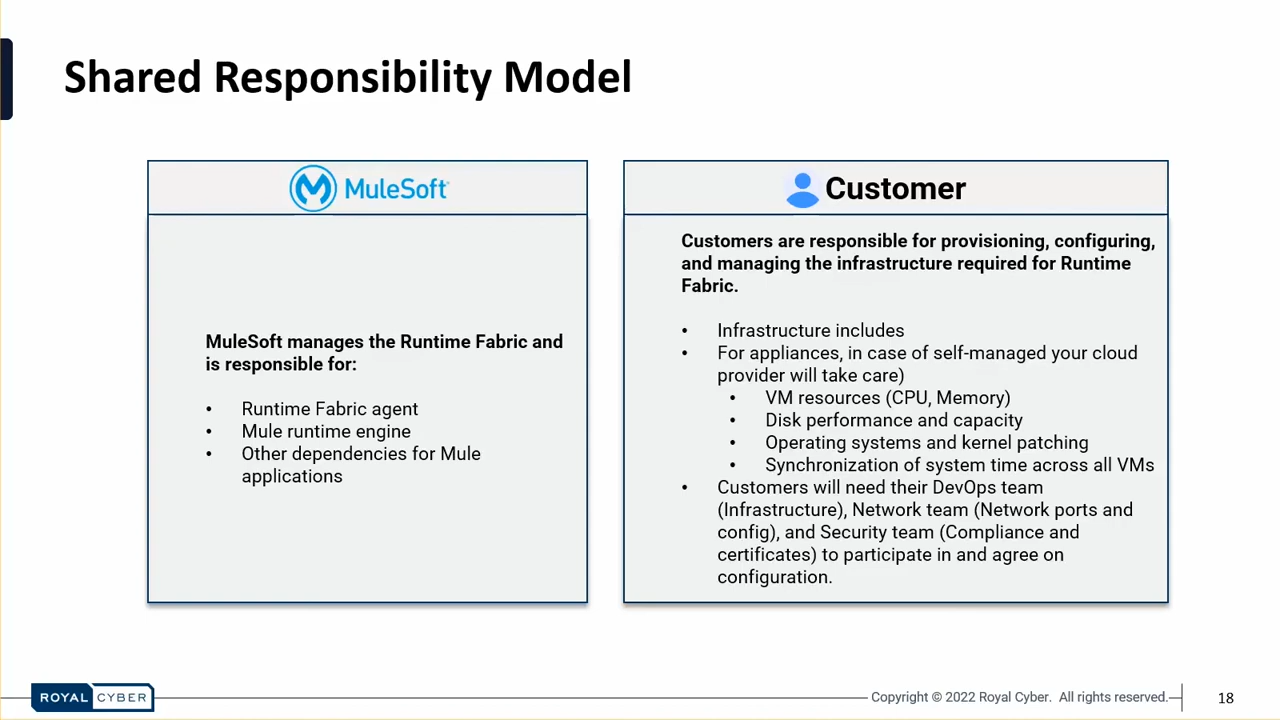 Shared Responsibility Model
MuleSoft
MuleSoft manages the Runtime Fabric and
is responsible for:
• Runtime Fabric agent
• Mule runtime engine
• Other dependencies for Mule
applications
Customer
Customers are responsible for provisioning, configuring,
and managing the infrastructure required for Runtime
Fabric.
• Infrastructure includes
• For appliances, in case of self-managed your cloud
provider will take care)
• VM resources (CPU, Memory)
• Disk performance and capacity
• Operating systems and kernel patching
• Synchronization of system time across all VMs
• Customers will need their DevOps team
(Infrastructure), Network team (Network ports and
config), and Security team (Compliance and
certificates) to participate in and agree on
configuration.
ROYAL CYBER
Copyright © 2022 Royal Cyber. All rights reserved.
18